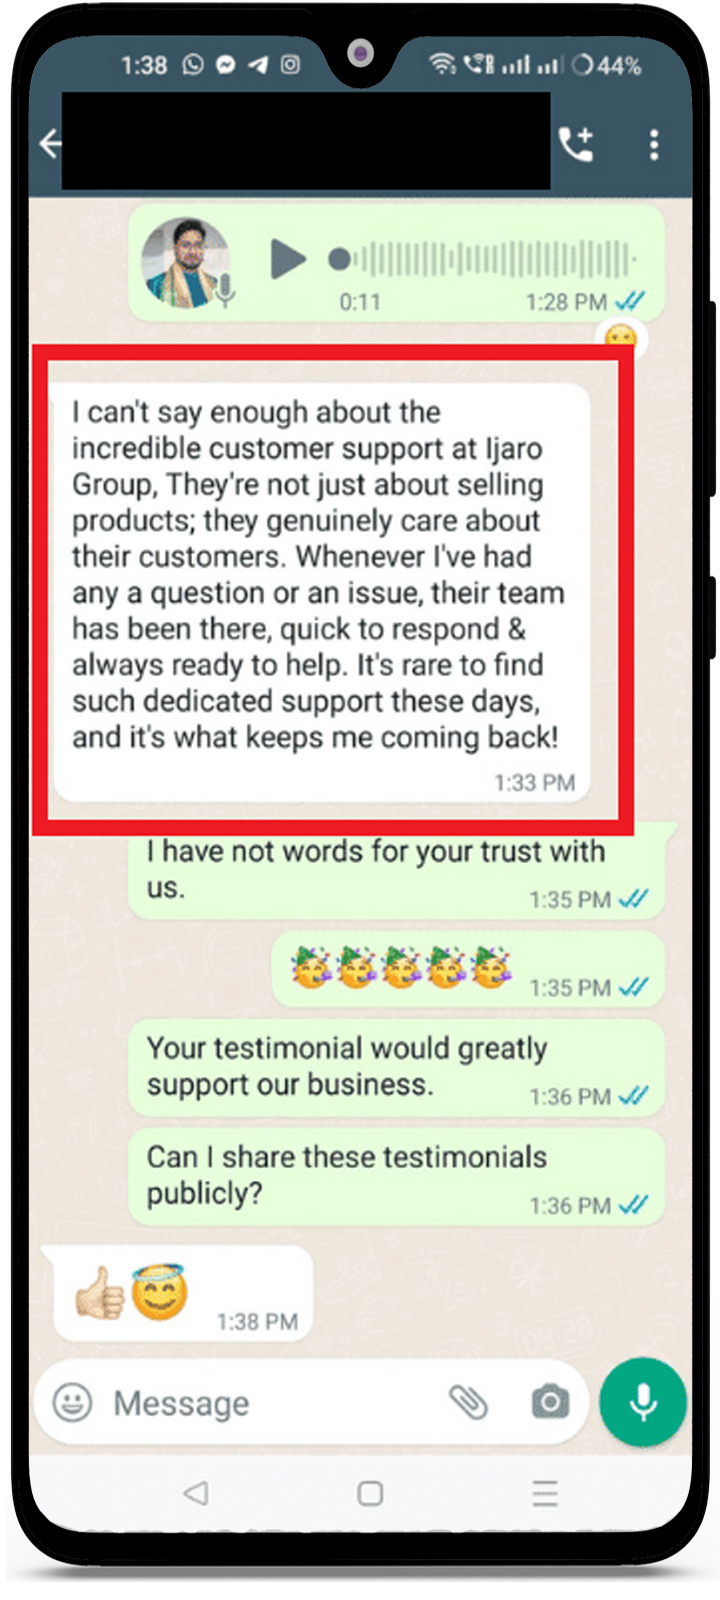 1:38 44%
0:11 1:28 PM
I can't say enough about the
incredible customer support at Ijaro
Group, They're not just about selling
products; they genuinely care about
their customers. Whenever I've had
any a question or an issue, their team
has been there, quick to respond &
always ready to help. It's rare to find
such dedicated support these days,
and it's what keeps me coming back!
1:33 PM
I have not words for your trust with
us.
1:35 PM
1:35 PM
Your testimonial would greatly
support our business.
1:36 PM
Can I share these testimonials
publicly?
1:36 PM
1:38 PM
Message